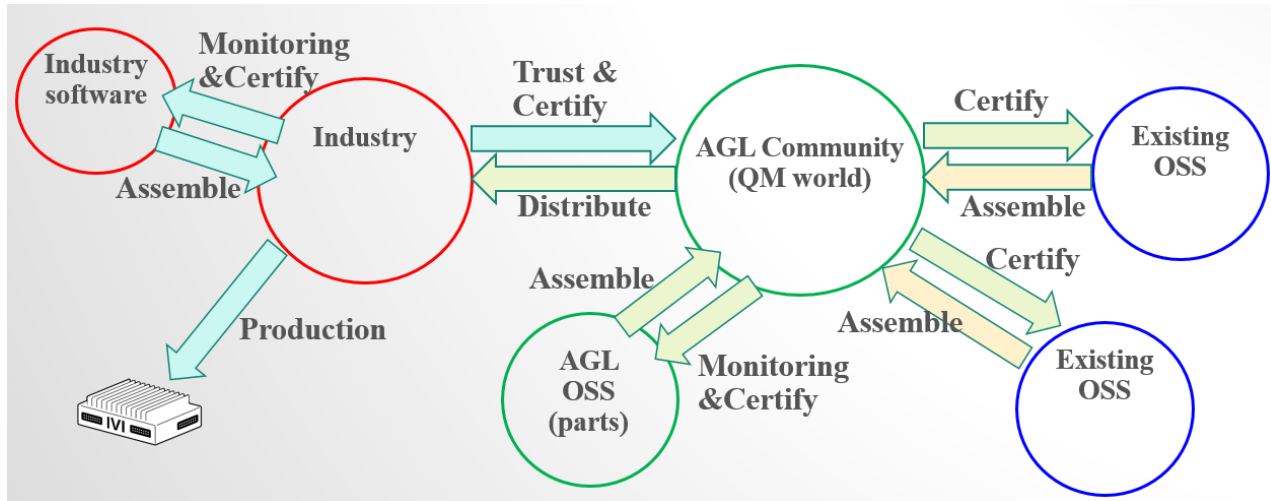 Industry
software
Monitoring
&Certify
Assemble
Industry
Production
IVI
Trust &
Certify
Distribute
AGL Community
(QM world)
Certify
Assemble
Existing
OSS
Certify
Assemble
Existing
OSS
Assemble
Monitoring
&Certify
AGL
OSS
(parts)